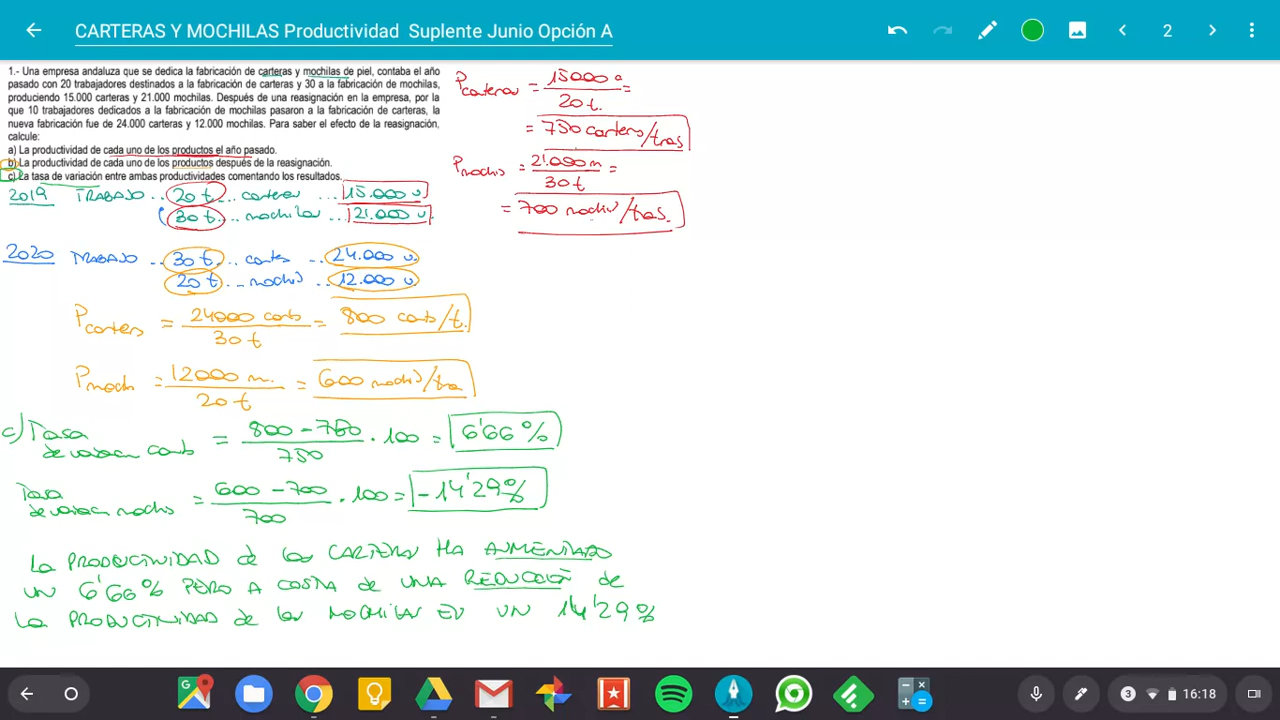 CARTERAS Y MOCHILAS Productividad Suplente Junio Opción A
2
1.- Una empresa andaluza que se dedica la fabricación de carteras y mochilas de piel, contaba el año
pasado con 20 trabajadores destinados a la fabricación de carteras y 30 a la fabricación de mochilas,
produciendo 15.000 carteras y 21.000 mochilas. Después de una reasignación en la empresa, por la
que 10 trabajadores dedicados a la fabricación de mochilas pasaron a la fabricación de carteras, la
nueva fabricación fue de 24.000 carteras y 12.000 mochilas. Para saber el efecto de la reasignación,
calcule:
a) La productividad de cada uno de los productos el año pasado.
b) La productividad de cada uno de los productos después de la reasignación.
c) La tasa de variación entre ambas productividades comentando los resultados.
2019 TRABAJO .. 20 t .. carteras ... 15.000 u
30 t ... mochilas ... 21.000 u.
P carteras = 15000 c / 20 t. =
= 750 carteras/tras
P mochis = 21.000 m / 30 t =
= 700 mochis/tras.
2020 TRABAJO .. 30 t .. carts .. 24.000 u.
20 t ... mochis .. 12.000 u
P carters = 24000 carts / 30 t = 800 carts/t.
P mochi = 12000 m. / 20 t = 600 mochis/tra
c) Tasa de variacn carts = 800 - 750 / 750 . 100 = 6'66 %
Tasa de variacn mochis = 600 - 700 / 700 . 100 = - 14'29%
LA PRODUCTIVIDAD de las CARTERAS HA AUMENTADO
UN 6'66% PERO A COSTA de UNA REDUCCIÓN de
LA PRODUCTIVIDAD de las MOCHILAS EN UN 14'29%
3
16:18